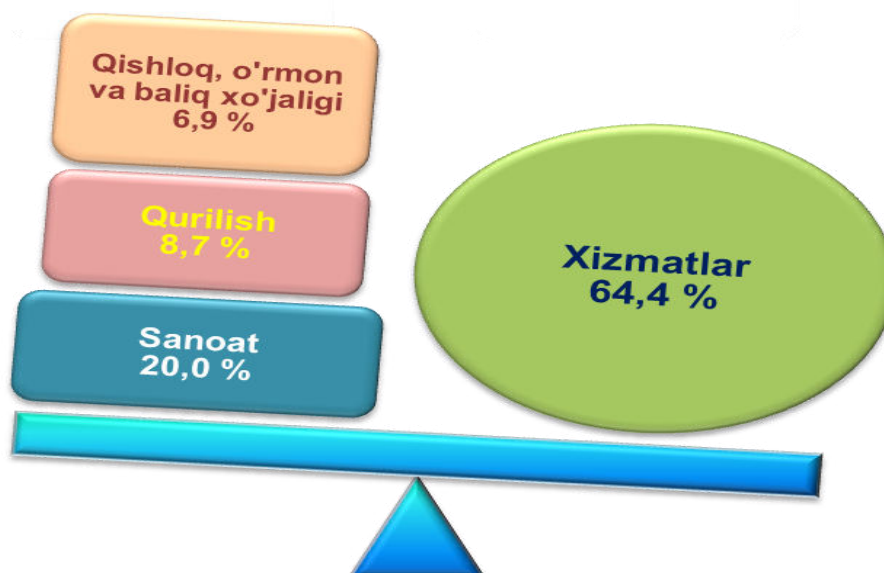 Qishloq, o'rmon
va baliq xo'jaligi
6,9 %
Qurilish
8,7 %
Sanoat
20,0 %
Xizmatlar
64,4 %